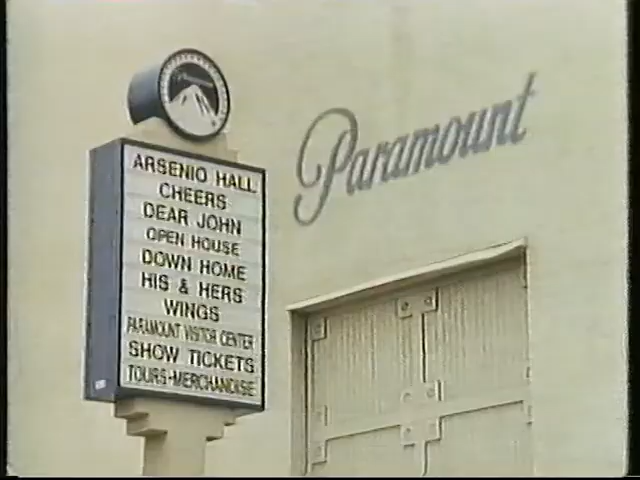 Paramount
ARSENIO HALL
CHEERS
DEAR JOHN
OPEN HOUSE
DOWN HOME
HIS & HERS
WINGS
PARAMOUNT VISITOR CENTER
SHOW TICKETS
TOURS-MERCHANDISE
Paramount